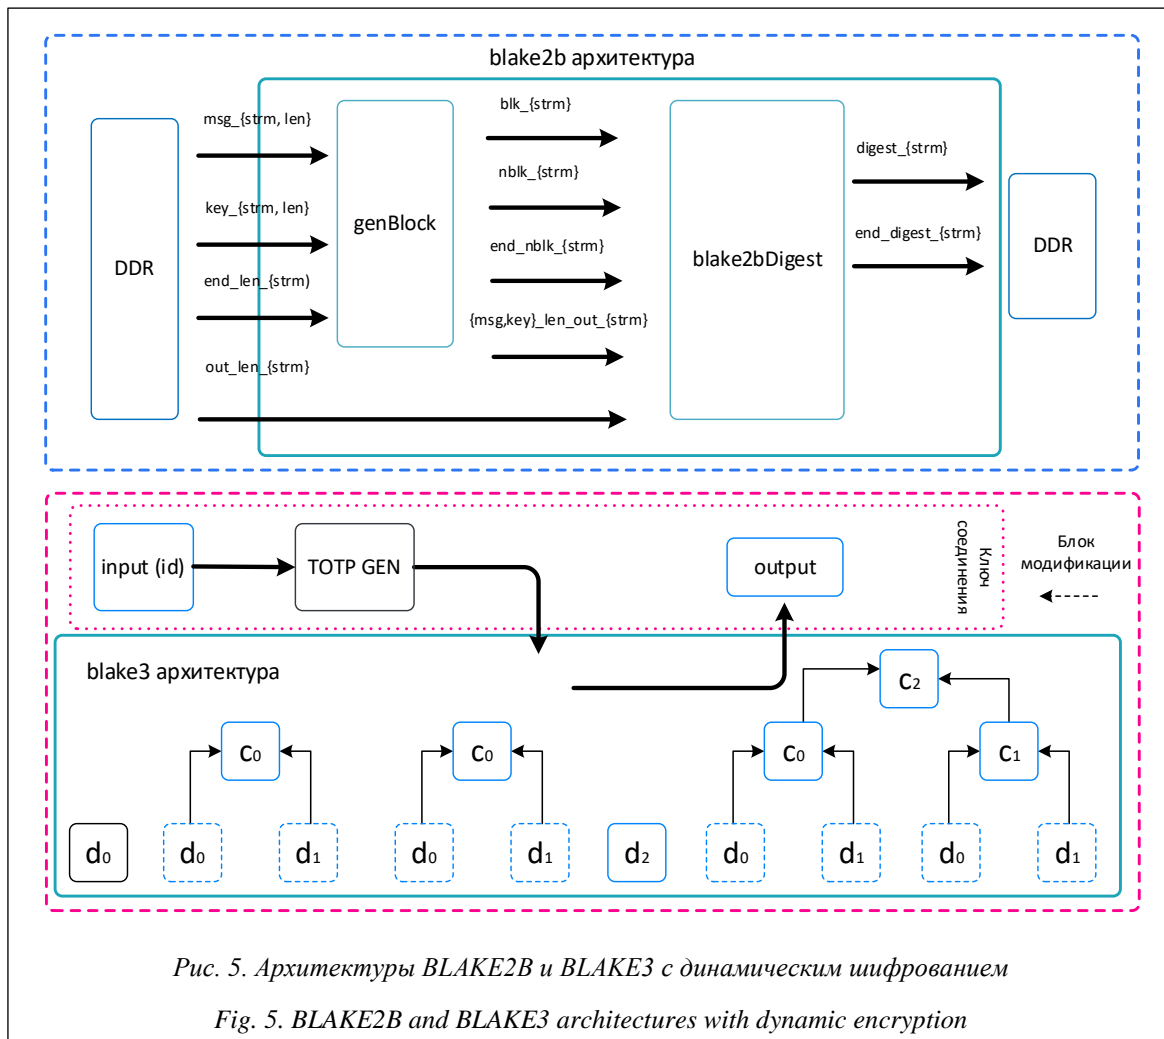 blake2b архитектура
msg_{strm, len}
key_{strm, len}
end_len_{strm)
out_len_{strm}
DDR
genBlock
blk_{strm}
nblk_{strm}
end_nblk_{strm}
{msg,key}_len_out_{strm}
blake2bDigest
digest_{strm}
end_digest_{strm}
DDR
input (id)
TOTP GEN
output
Ключ
соединения
Блок
модификации
blake3 архитектура
c2
c0
c0
c0
c1
d0
d0
d1
d0
d1
d2
d0
d1
d0
d1
Рис. 5. Архитектуры BLAKE2B и BLAKE3 с динамическим шифрованием
Fig. 5. BLAKE2B and BLAKE3 architectures with dynamic encryption